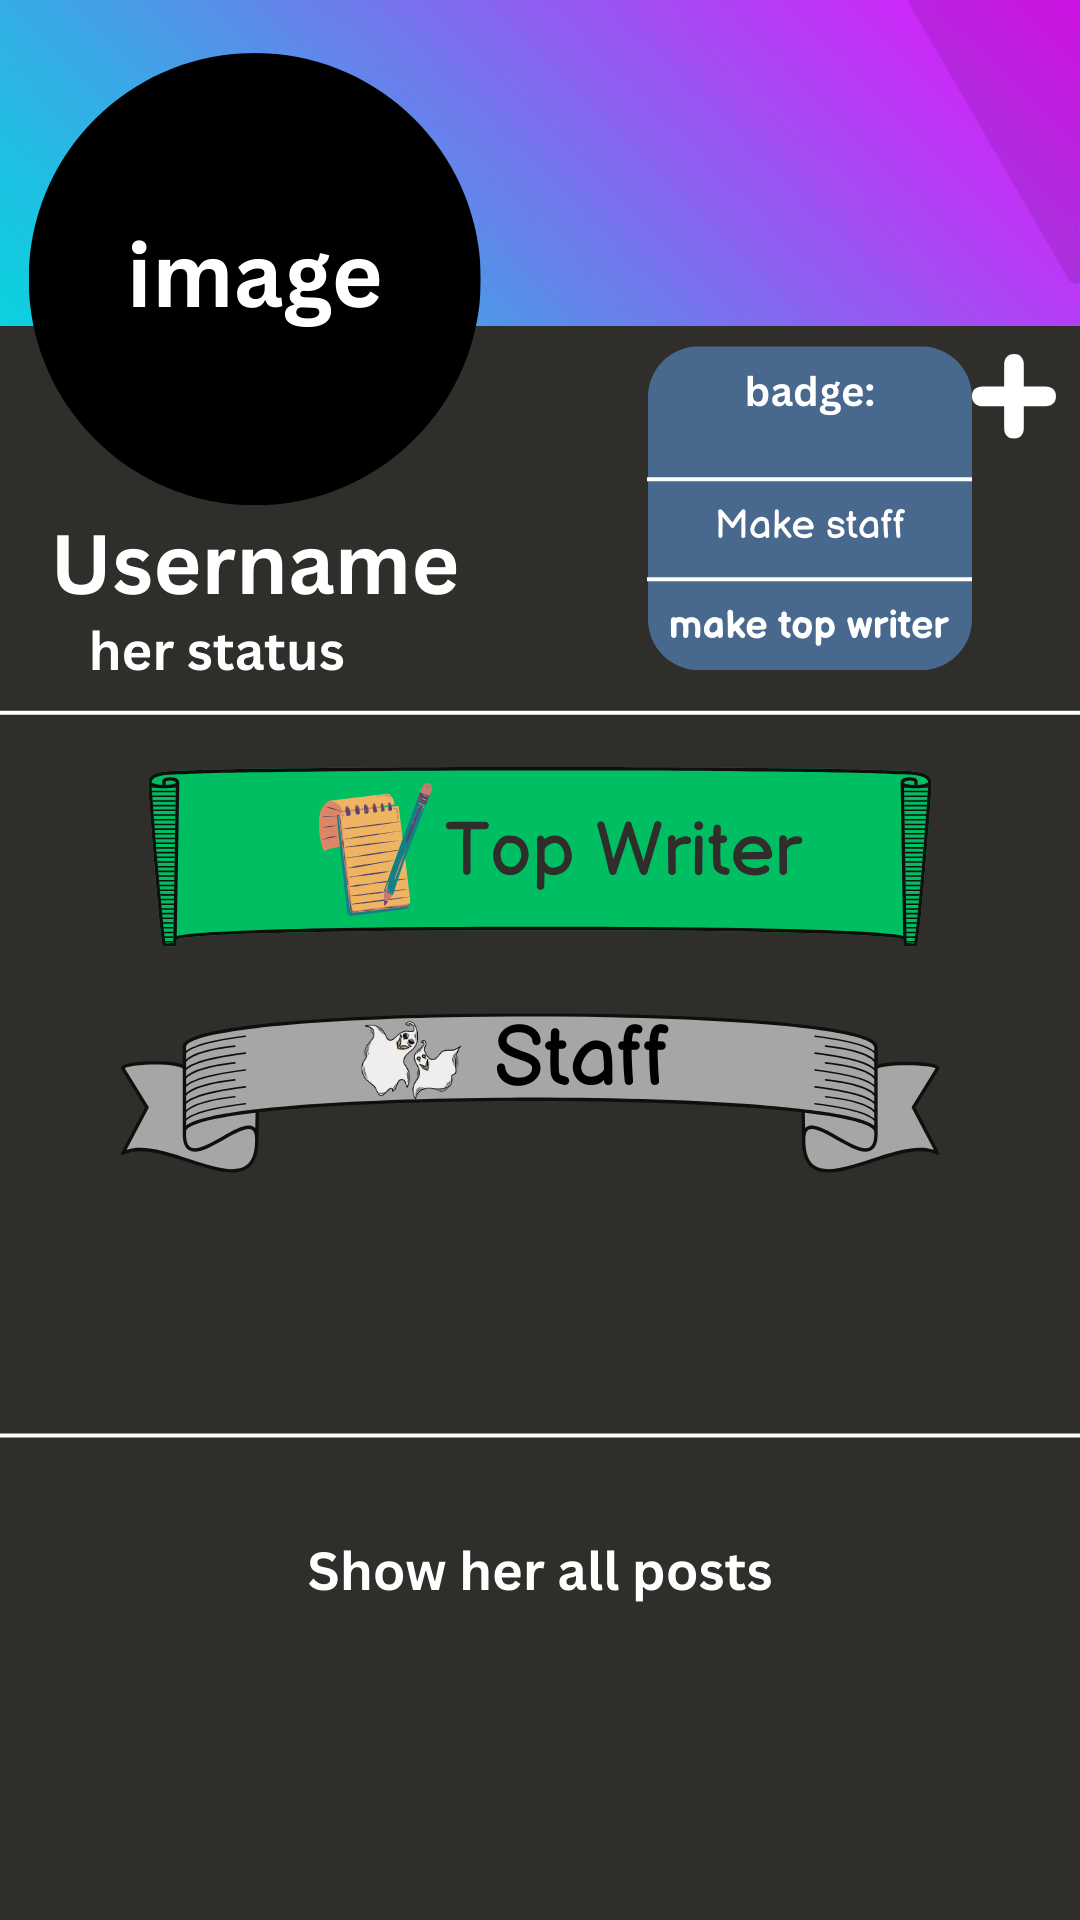 image
badge:
Make staff
make top writer
Username
her status
Top Writer
Staff
Show her all posts